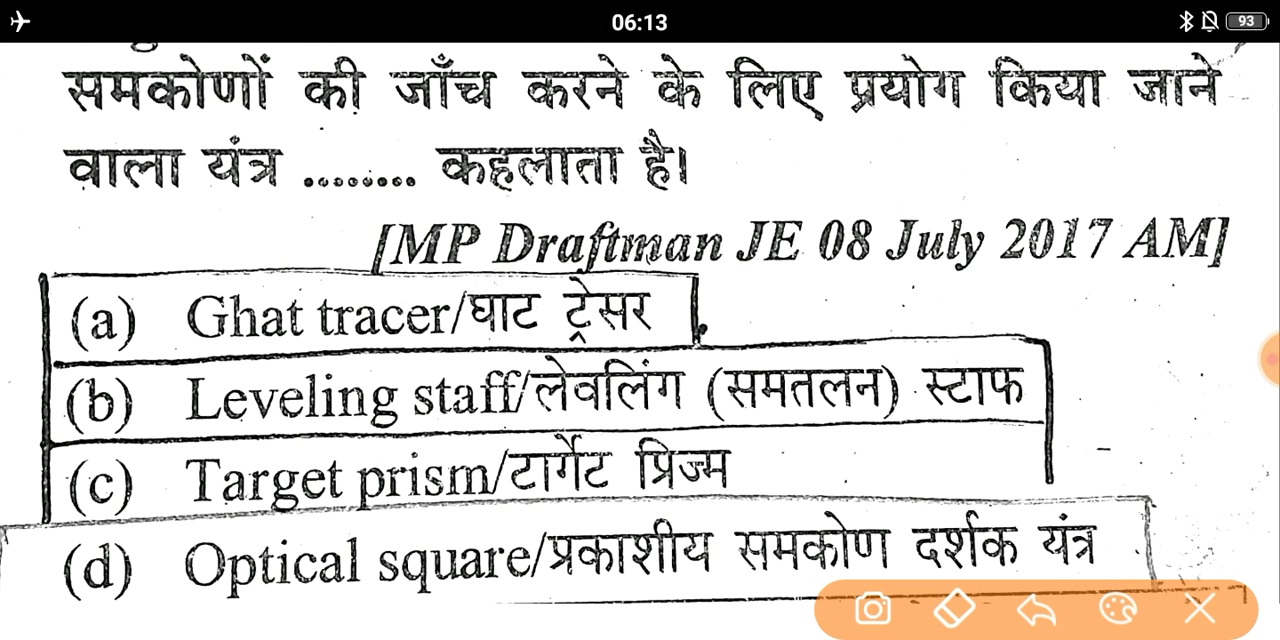 06:13
93
समकोणों की जाँच करने के लिए प्रयोग किया जाने
वाला यंत्र ......... कहलाता है।
[MP Draftman JE 08 July 2017 AM]
(a) Ghat tracer/घाट ट्रेसर
(b) Leveling staff/लेवलिंग (समतलन) स्टाफ
(c) Target prism/टार्गेट प्रिज्म
(d) Optical square/प्रकाशीय समकोण दर्शक यंत्र